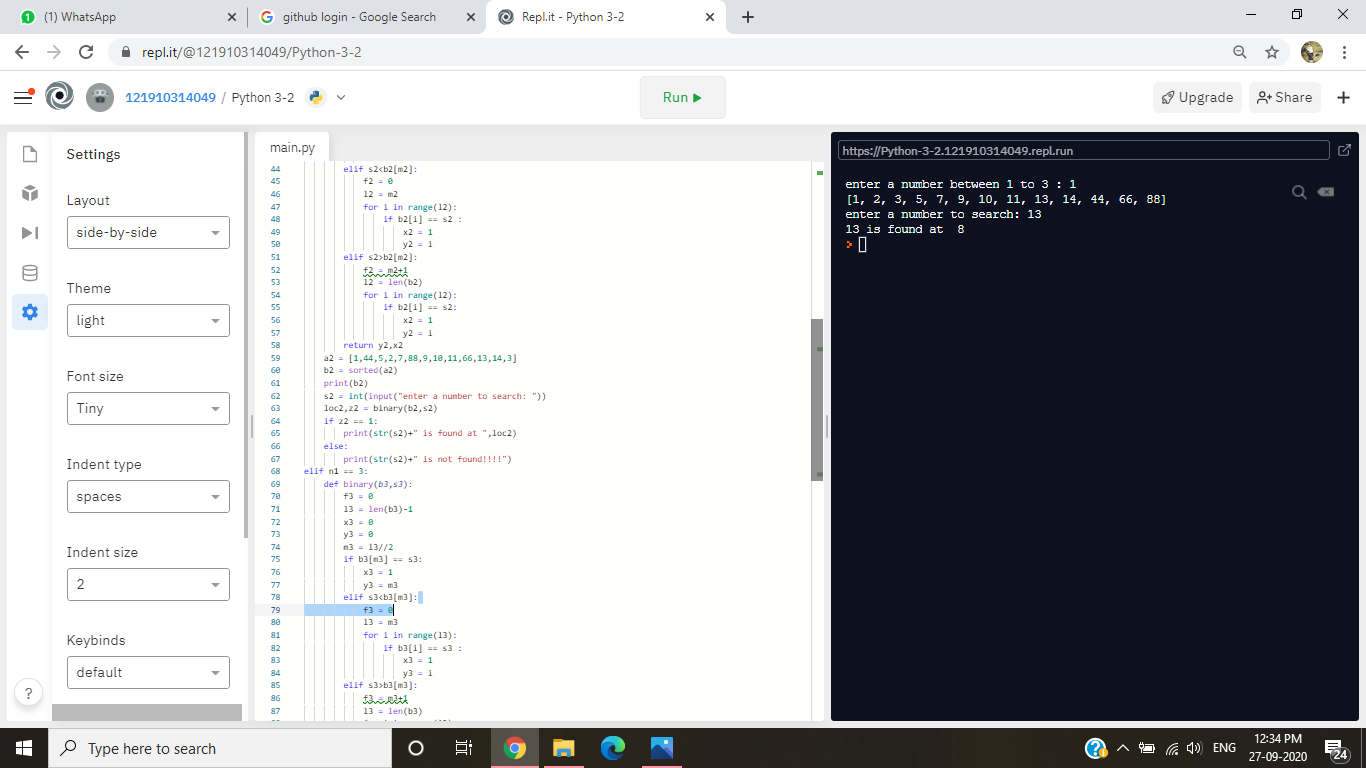 (1) WhatsApp
github login - Google Search
Repl.it - Python 3-2
repl.it/@121910314049/Python-3-2
121910314049 / Python 3-2
Run
Upgrade
Share
Settings
Layout
side-by-side
Theme
light
Font size
Tiny
Indent type
spaces
Indent size
2
Keybinds
default
?
main.py
44 elif s2<b2[m2]:
45 f2 = 0
46 l2 = m2
47 for i in range(l2):
48 if b2[i] == s2 :
49 x2 = 1
50 y2 = i
51 elif s2>b2[m2]:
52 f2 = m2+1
53 l2 = len(b2)
54 for i in range(l2):
55 if b2[i] == s2:
56 x2 = 1
57 y2 = i
58 return y2,x2
59 a2 = [1,44,5,2,7,88,9,10,11,66,13,14,3]
60 b2 = sorted(a2)
61 print(b2)
62 s2 = int(input("enter a number to search: "))
63 loc2,z2 = binary(b2,s2)
64 if z2 == 1:
65 print(str(s2)+" is found at ",loc2)
66 else:
67 print(str(s2)+" is not found!!!!")
68 elif n1 == 3:
69 def binary(b3,s3):
70 f3 = 0
71 l3 = len(b3)-1
72 x3 = 0
73 y3 = 0
74 m3 = l3//2
75 if b3[m3] == s3:
76 x3 = 1
77 y3 = m3
78 elif s3<b3[m3]:
79 f3 = 0
80 l3 = m3
81 for i in range(l3):
82 if b3[i] == s3 :
83 x3 = 1
84 y3 = i
85 elif s3>b3[m3]:
86 f3 = m3+1
87 l3 = len(b3)
https://Python-3-2.121910314049.repl.run
enter a number between 1 to 3 : 1
[1, 2, 3, 5, 7, 9, 10, 11, 13, 14, 44, 66, 88]
enter a number to search: 13
13 is found at  8
>
Type here to search
ENG
12:34 PM
27-09-2020
24